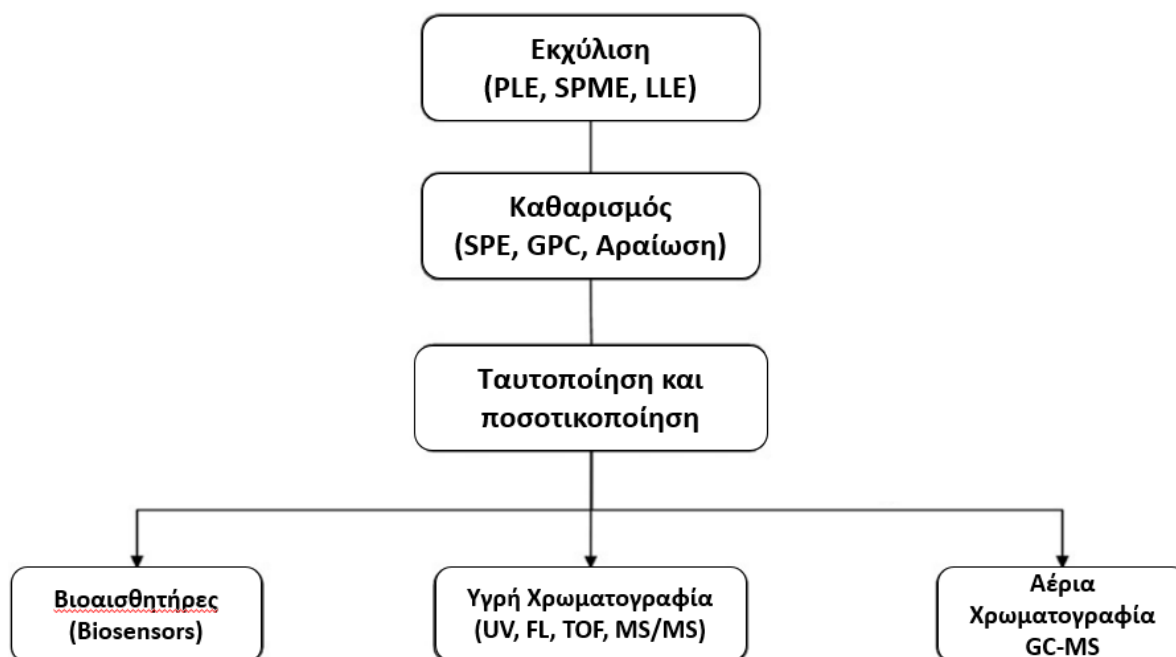 Εκχύλιση
(PLE, SPME, LLE)
Καθαρισμός
(SPE, GPC, Αραίωση)
Ταυτοποίηση και
ποσοτικοποίηση
Βιοαισθητήρες
(Biosensors)
Υγρή Χρωματογραφία
(UV, FL, TOF, MS/MS)
Αέρια
Χρωματογραφία
GC-MS